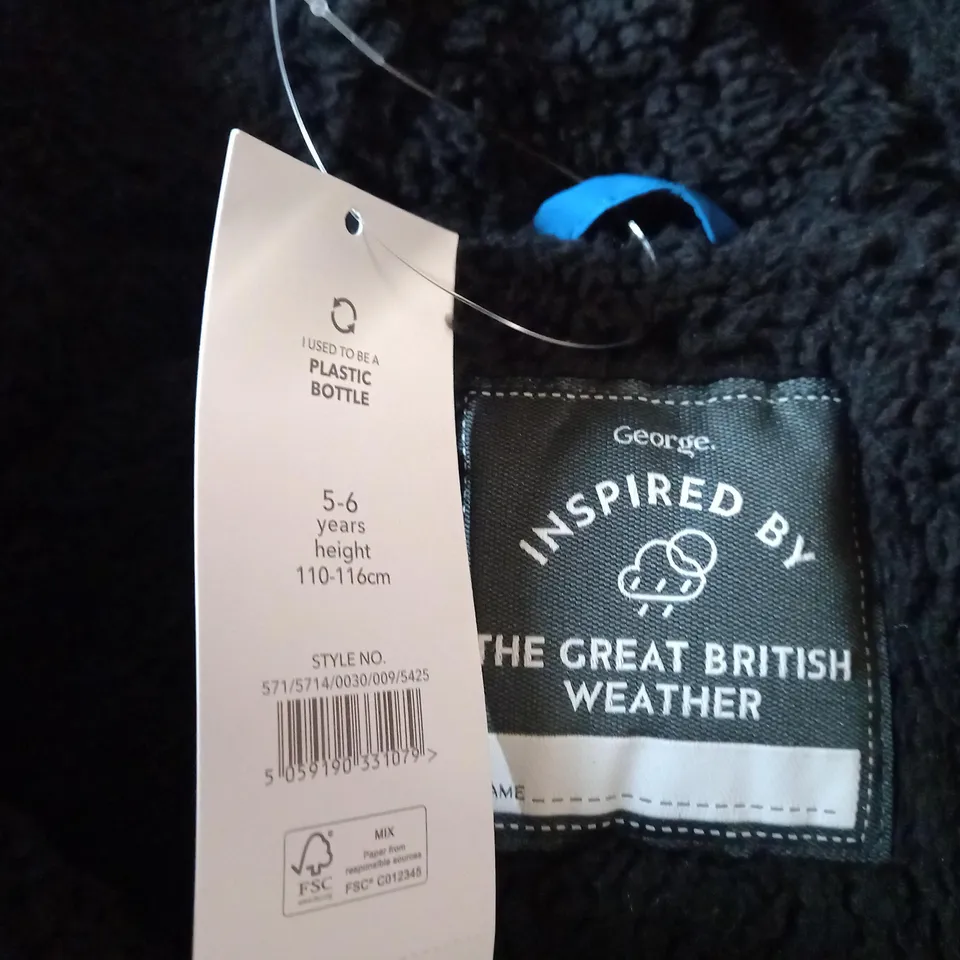 I USED TO BE A
PLASTIC
BOTTLE
5-6
years
height
110-116cm
STYLE NO.
571/5714/0030/009/5425
5 059190 331079 >
FSC
MIX
Paper from
responsible sources
FSC® C012345
George.
INSPIRED BY
THE GREAT BRITISH
WEATHER
AME